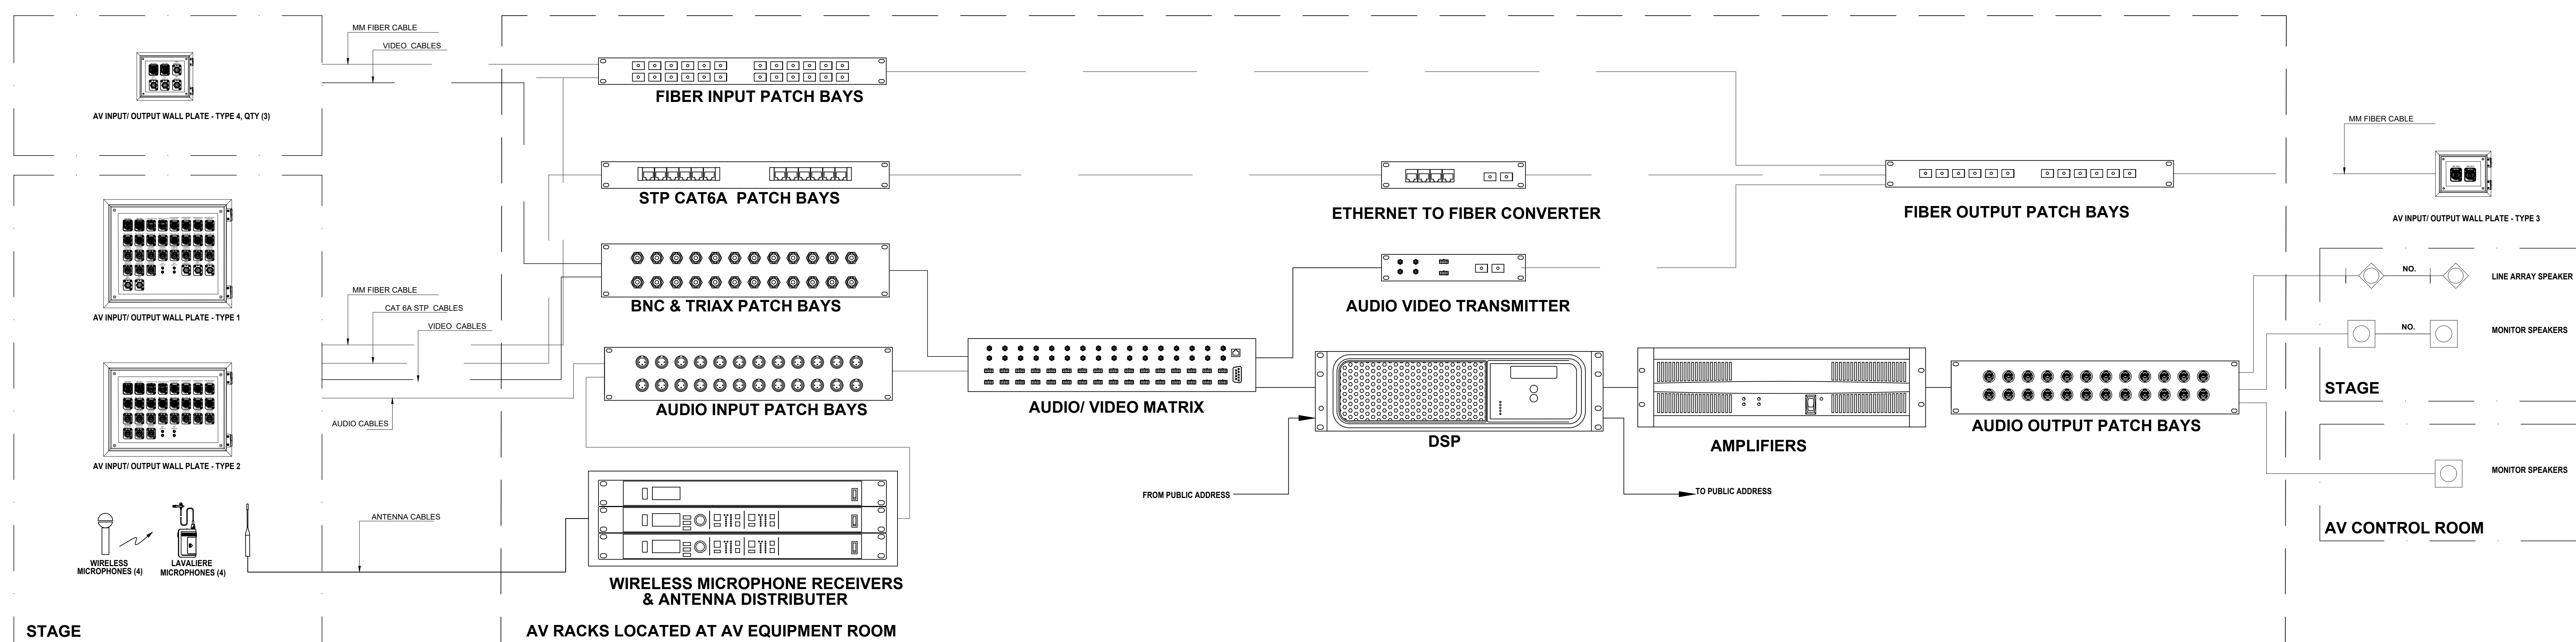 MM FIBER CABLE
VIDEO CABLES
AV INPUT/ OUTPUT WALL PLATE - TYPE 4, QTY (3)
FIBER INPUT PATCH BAYS
STP CAT6A PATCH BAYS
ETHERNET TO FIBER CONVERTER
FIBER OUTPUT PATCH BAYS
MM FIBER CABLE
AV INPUT/ OUTPUT WALL PLATE - TYPE 3
AV INPUT/ OUTPUT WALL PLATE - TYPE 1
MM FIBER CABLE
CAT 6A STP CABLES
VIDEO CABLES
BNC & TRIAX PATCH BAYS
AUDIO VIDEO TRANSMITTER
NO.
LINE ARRAY SPEAKER
NO.
MONITOR SPEAKERS
STAGE
AUDIO INPUT PATCH BAYS
AUDIO/ VIDEO MATRIX
DSP
AMPLIFIERS
AUDIO OUTPUT PATCH BAYS
AUDIO CABLES
AV INPUT/ OUTPUT WALL PLATE - TYPE 2
MONITOR SPEAKERS
FROM PUBLIC ADDRESS
TO PUBLIC ADDRESS
AV CONTROL ROOM
ANTENNA CABLES
WIRELESS
MICROPHONES (4)
LAVALIERE
MICROPHONES (4)
WIRELESS MICROPHONE RECEIVERS
& ANTENNA DISTRIBUTER
STAGE
AV RACKS LOCATED AT AV EQUIPMENT ROOM